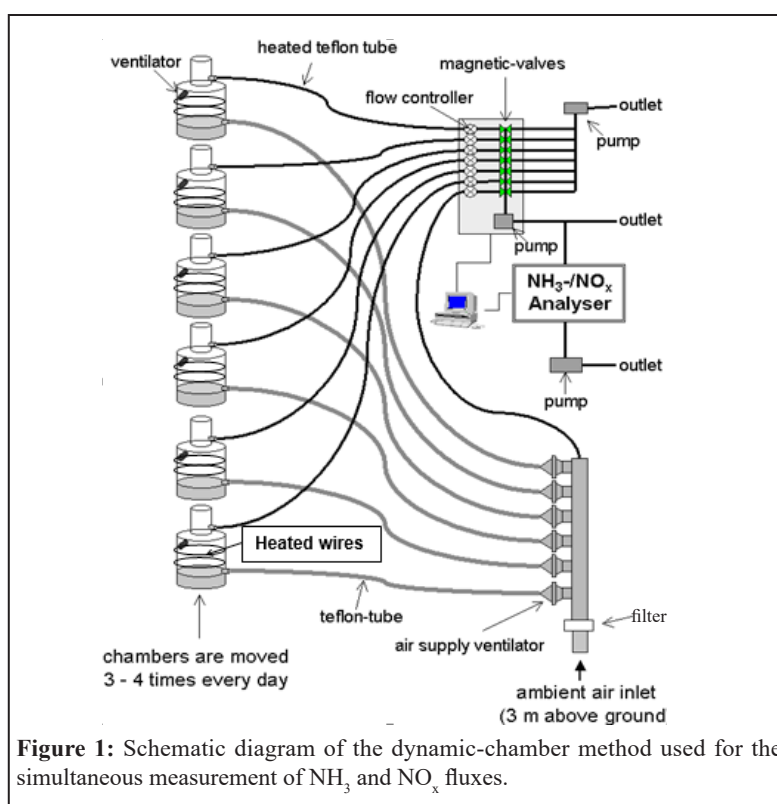 heated teflon tube
ventilator
magnetic-valves
flow controller
outlet
pump
outlet
pump
NH₃-/NOₓ
Analyser
outlet
pump
Heated wires
teflon-tube
filter
air supply ventilator
chambers are moved
3 - 4 times every day
ambient air inlet
(3 m above ground
Figure 1: Schematic diagram of the dynamic-chamber method used for the
simultaneous measurement of NH₃ and NOₓ fluxes.